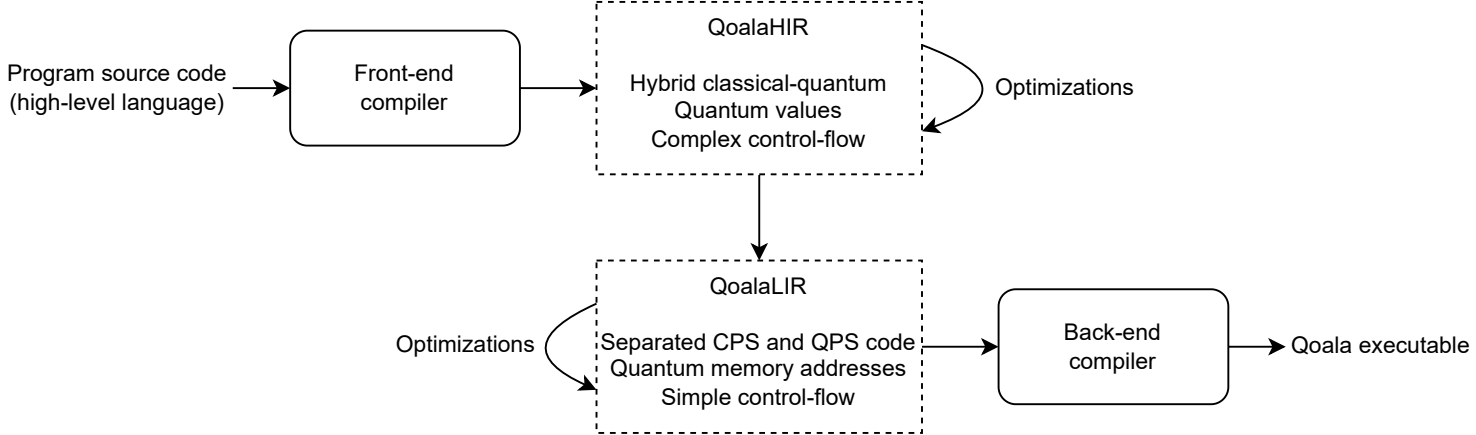 Program source code
(high-level language)
Front-end
compiler
QoalaHIR
Hybrid classical-quantum
Quantum values
Complex control-flow
Optimizations
QoalaLIR
Separated CPS and QPS code
Quantum memory addresses
Simple control-flow
Optimizations
Back-end
compiler
Qoala executable